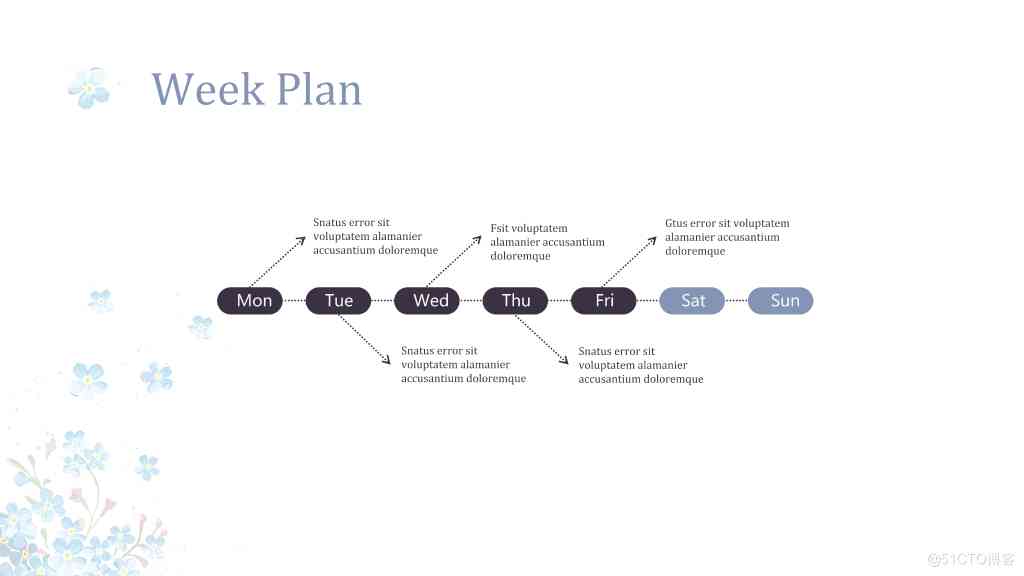 Week Plan
Snatus error sit
voluptatem alamanier
accusantium doloremque
Fsit voluptatem
alamanier accusantium
doloremque
Gtus error sit voluptatem
alamanier accusantium
doloremque
Mon Tue Wed Thu Fri Sat Sun
Snatus error sit
voluptatem alamanier
accusantium doloremque
Snatus error sit
voluptatem alamanier
accusantium doloremque
@51CTO博客